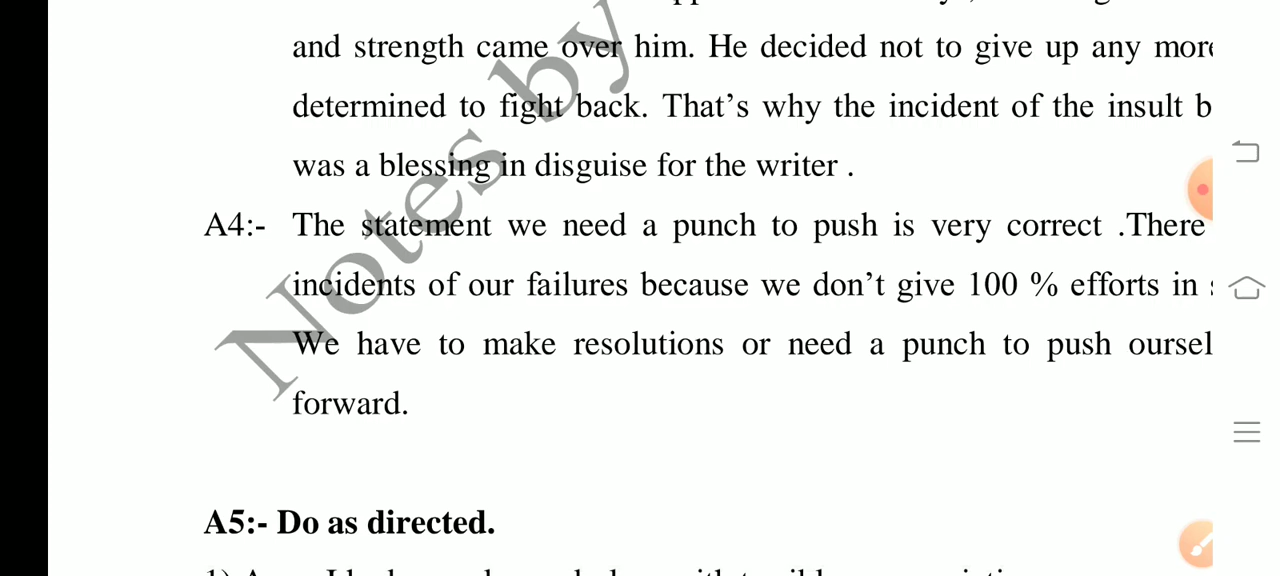 and strength came over him. He decided not to give up any more
determined to fight back. That's why the incident of the insult b
was a blessing in disguise for the writer .
A4:- The statement we need a punch to push is very correct .There
incidents of our failures because we don't give 100 % efforts in
We have to make resolutions or need a punch to push oursel
forward.
A5:- Do as directed.
Notes by